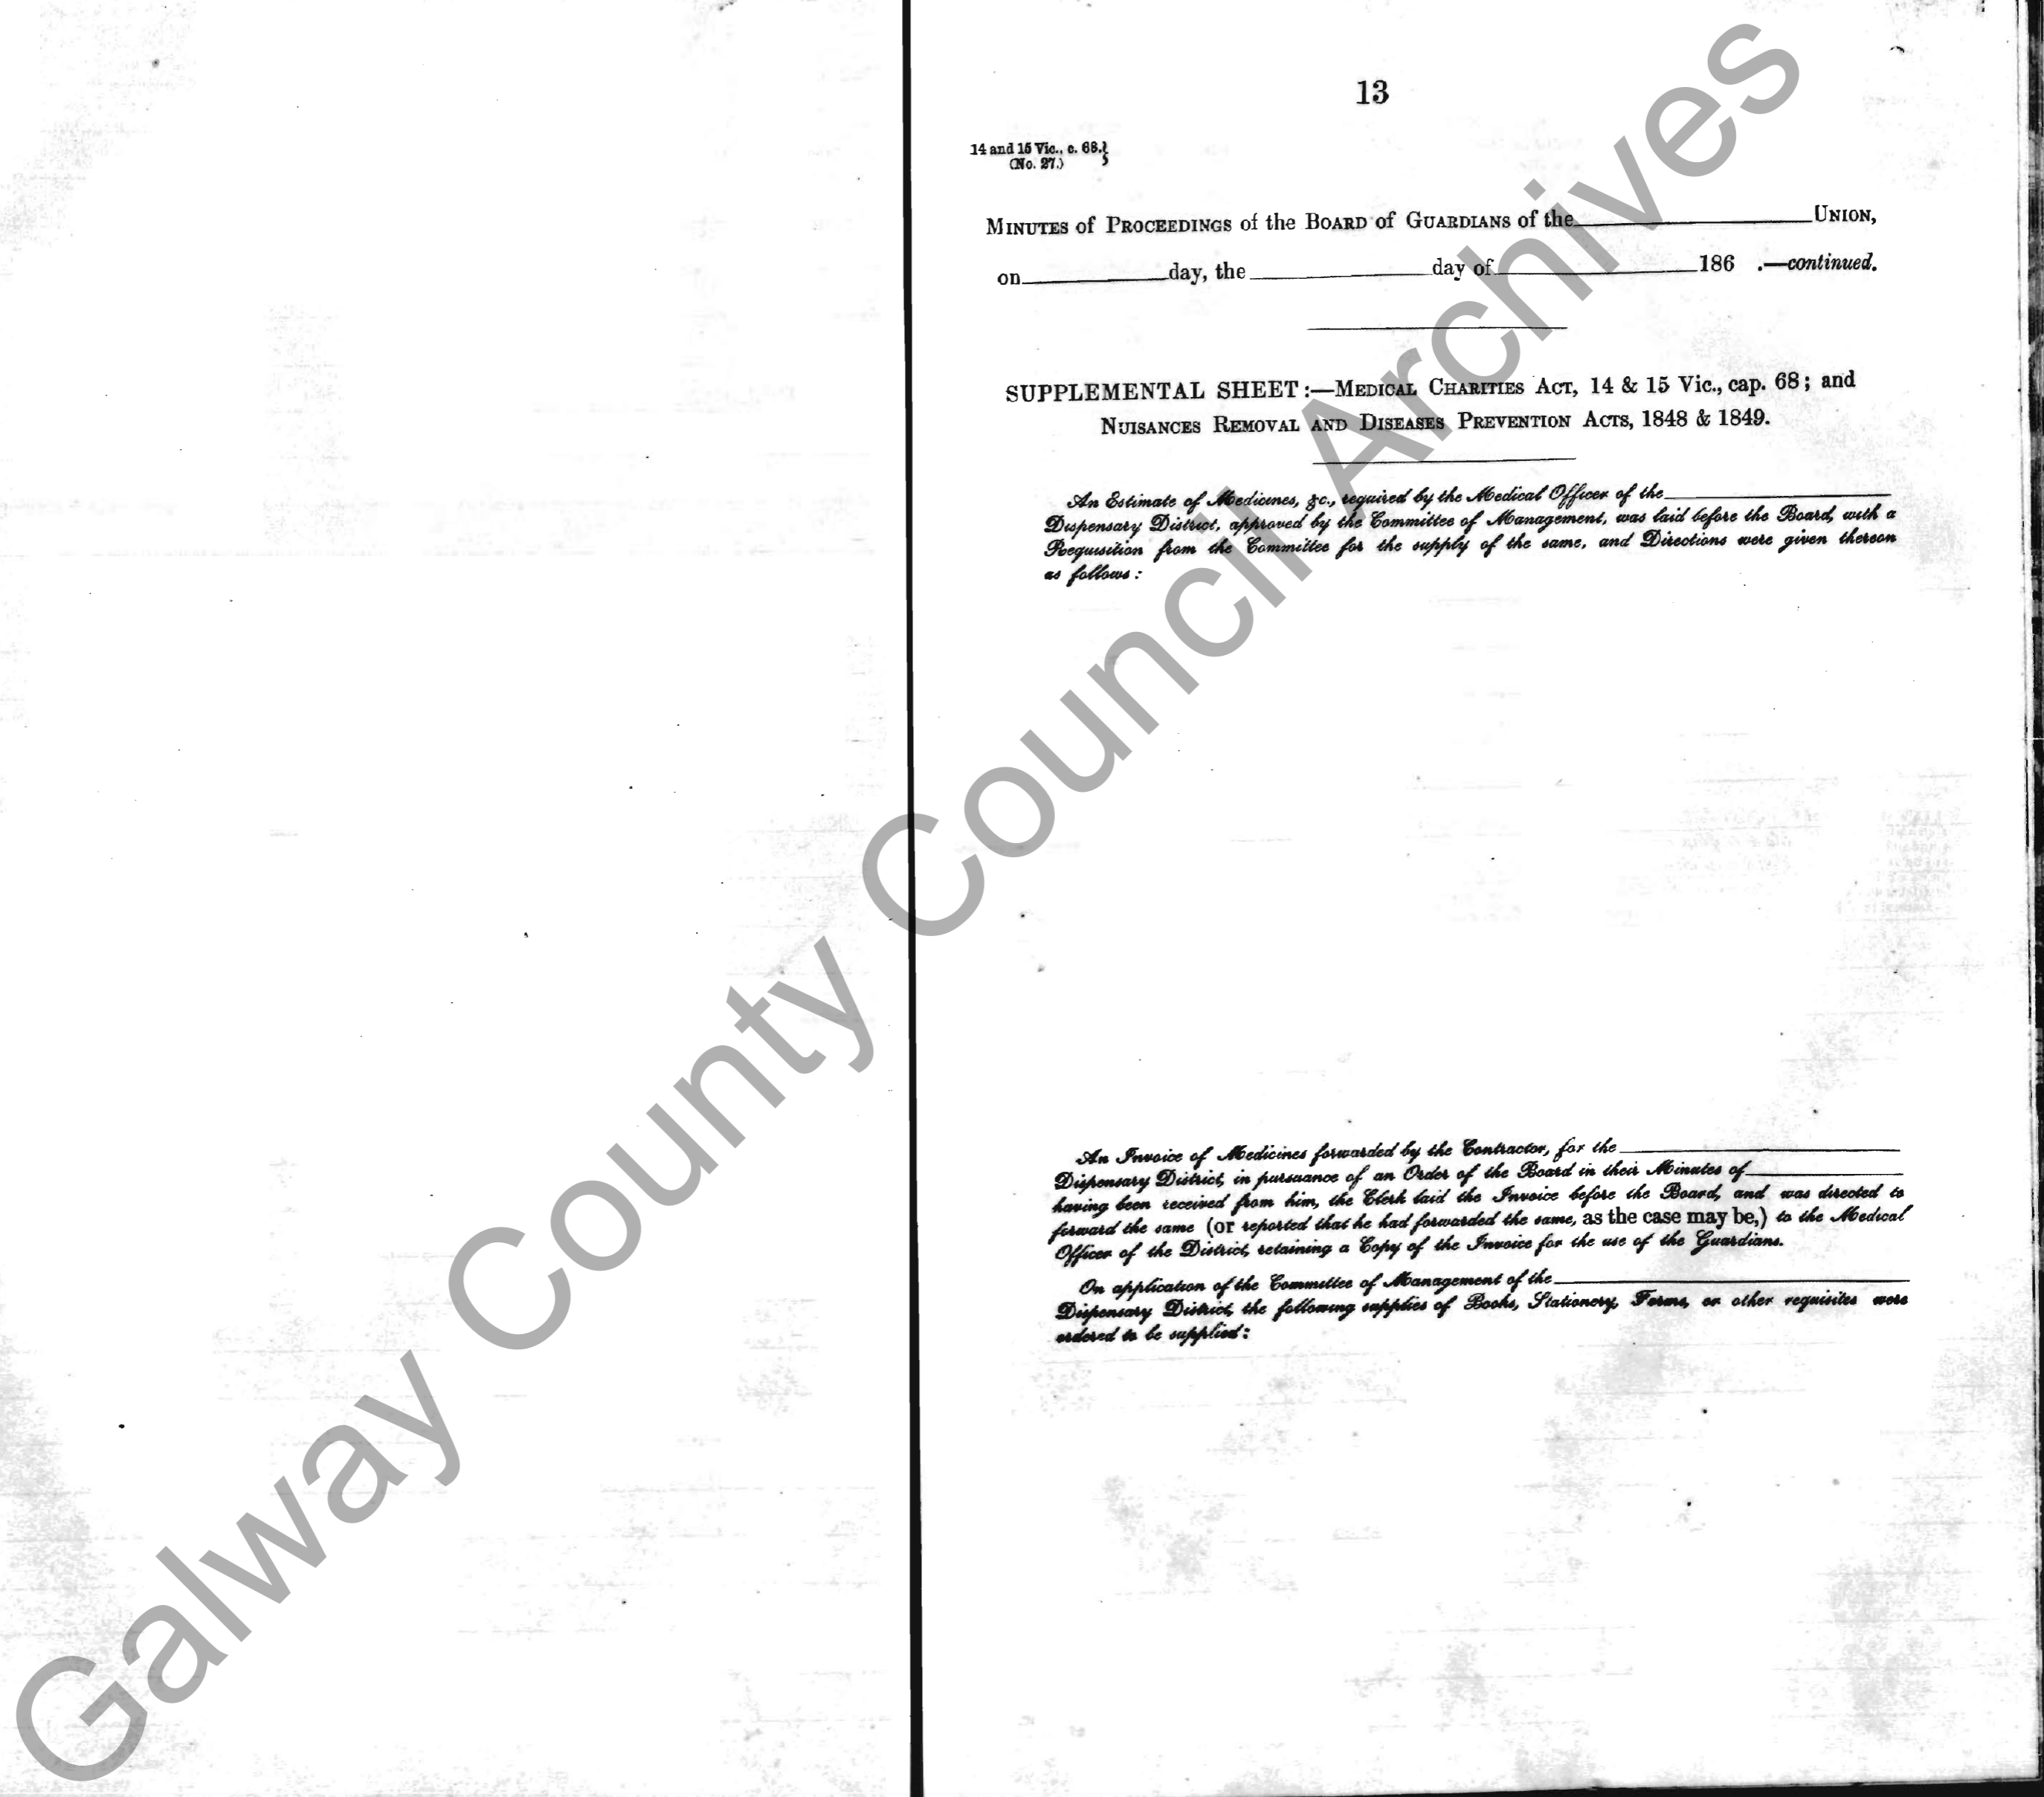 13
14 and 15 Vic., c. 68.}
(No. 27.)
MINUTES of PROCEEDINGS of the BOARD of GUARDIANS of the UNION,
on day, the day of 186 .—continued.
SUPPLEMENTAL SHEET:—MEDICAL CHARITIES ACT, 14 & 15 Vic., cap. 68; and
NUISANCES REMOVAL AND DISEASES PREVENTION ACTS, 1848 & 1849.
An Estimate of Medicines, &c., required by the Medical Officer of the
Dispensary District, approved by the Committee of Management, was laid before the Board, with a
Requisition from the Committee for the supply of the same, and Directions were given thereon
as follows:
An Invoice of Medicines forwarded by the Contractor, for the
Dispensary District, in pursuance of an Order of the Board in their Minutes of
having been received from him, the Clerk laid the Invoice before the Board, and was directed to
forward the same (or reported that he had forwarded the same, as the case may be,) to the Medical
Officer of the District, retaining a Copy of the Invoice for the use of the Guardians.
On application of the Committee of Management of the
Dispensary District, the following supplies of Books, Stationery, Forms, or other requisites were
ordered to be supplied:
Galway County Council Archives